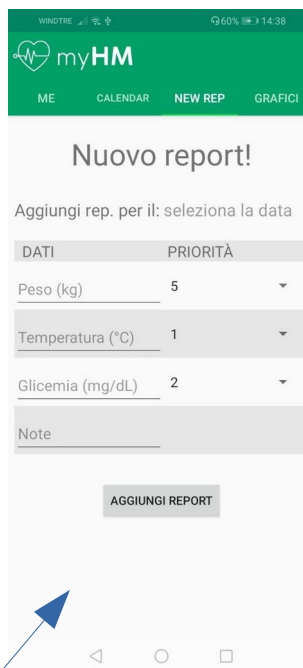 WINDTRE 60% 14:38
myHM
ME CALENDAR NEW REP GRAFICI
Nuovo report!
Aggiungi rep. per il: seleziona la data
DATI PRIORITÀ
Peso (kg) 5
Temperatura (°C) 1
Glicemia (mg/dL) 2
Note
AGGIUNGI REPORT